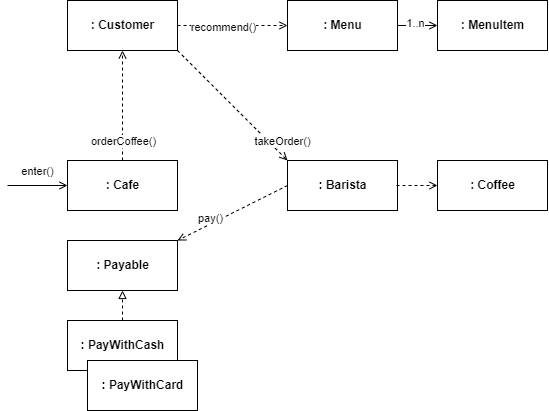 : Customer
recommend()
: Menu
1..n
: MenuItem
orderCoffee()
takeOrder()
enter()
: Cafe
: Barista
: Coffee
pay()
: Payable
: PayWithCash
: PayWithCard